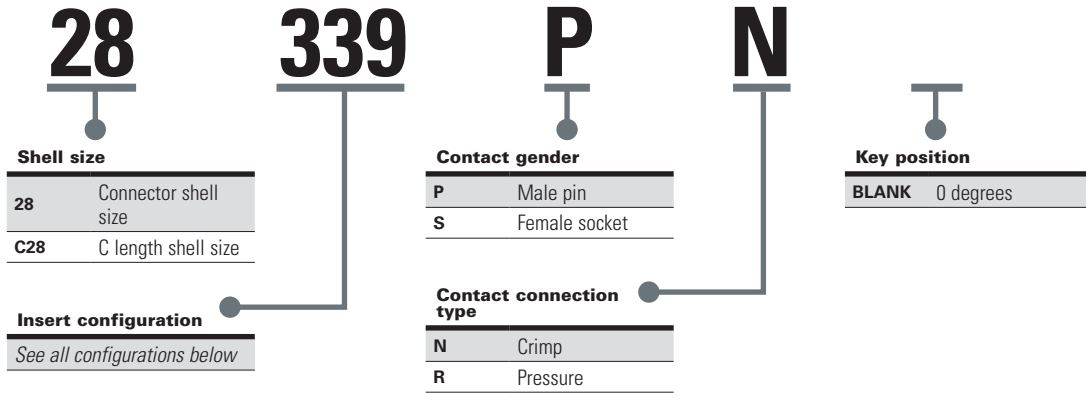 28 339 P N
Shell size
28 Connector shell
size
C28 C length shell size
Insert configuration
See all configurations below
Contact gender
P Male pin
S Female socket
Contact connection
type
N Crimp
R Pressure
Key position
BLANK 0 degrees